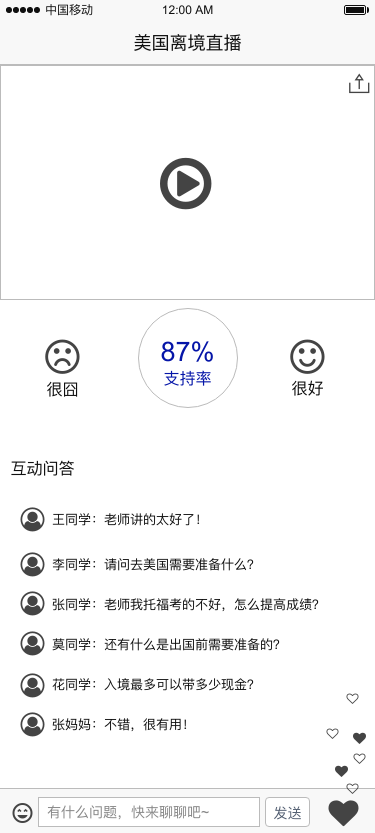 中国移动 12:00 AM
美国离境直播
87%
支持率
很囧
很好
互动问答
王同学：老师讲的太好了！
李同学：请问去美国需要准备什么？
张同学：老师我托福考的不好，怎么提高成绩？
莫同学：还有什么是出国前需要准备的？
花同学：入境最多可以带多少现金？
张妈妈：不错，很有用！
有什么问题，快来聊聊吧~ 发送